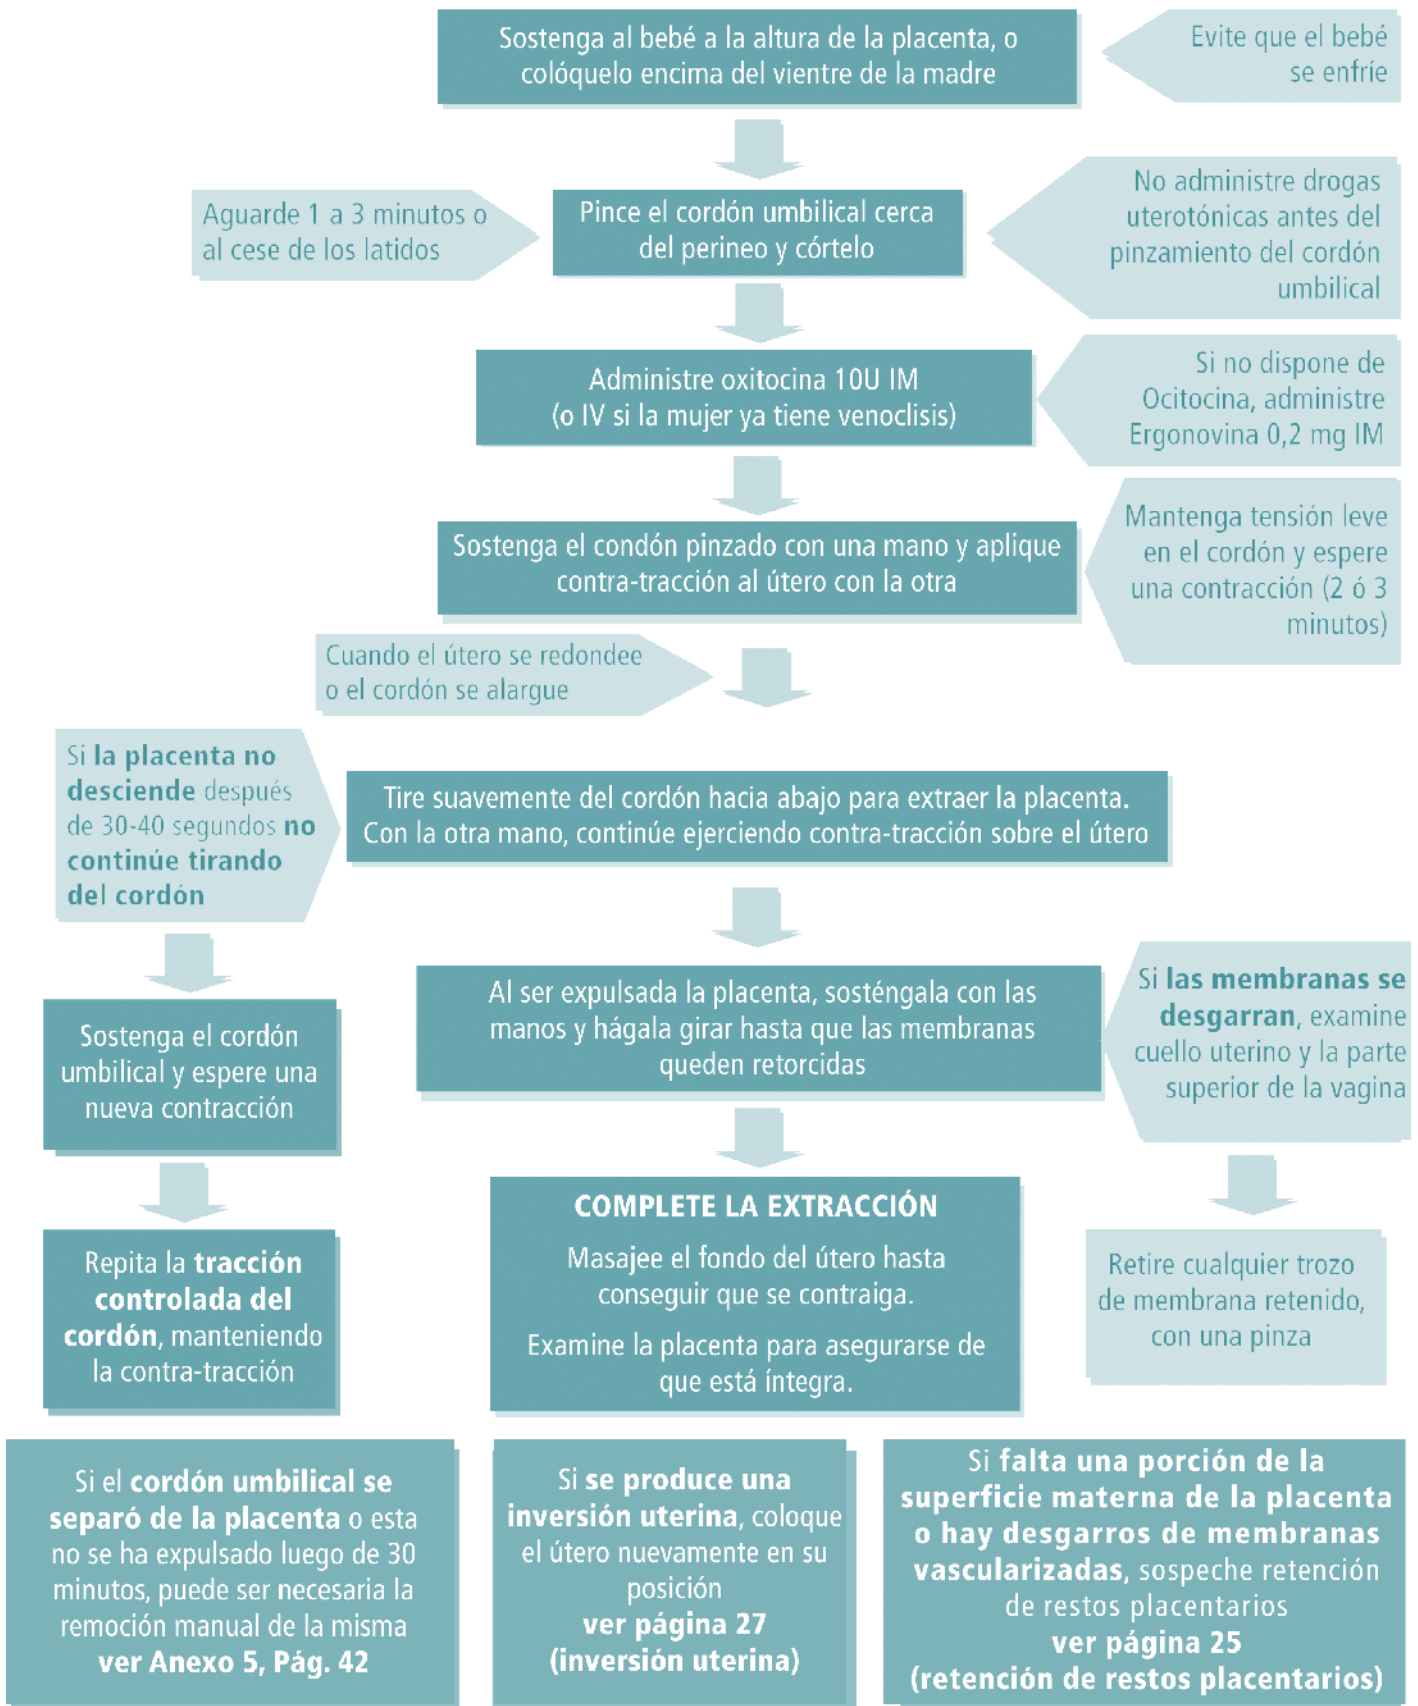 Sostenga al bebé a la altura de la placenta, o
colóquelo encima del vientre de la madre
Evite que el bebé
se enfríe
Aguarde 1 a 3 minutos o
al cese de los latidos
Pince el cordón umbilical cerca
del perineo y córtelo
No administre drogas
uterotónicas antes del
pinzamiento del cordón
umbilical
Administre oxitocina 10U IM
(o IV si la mujer ya tiene venoclisis)
Si no dispone de
Ocitocina, administre
Ergonovina 0,2 mg IM
Sostenga el condón pinzado con una mano y aplique
contra-tracción al útero con la otra
Mantenga tensión leve
en el cordón y espere
una contracción (2 ó 3
minutos)
Cuando el útero se redondee
o el cordón se alargue
Si la placenta no
desciende después
de 30-40 segundos no
continúe tirando
del cordón
Tire suavemente del cordón hacia abajo para extraer la placenta.
Con la otra mano, continúe ejerciendo contra-tracción sobre el útero
Sostenga el cordón
umbilical y espere una
nueva contracción
Al ser expulsada la placenta, sosténgala con las
manos y hágala girar hasta que las membranas
queden retorcidas
Si las membranas se
desgarran, examine
cuello uterino y la parte
superior de la vagina
Repita la tracción
controlada del
cordón, manteniendo
la contra-tracción
COMPLETE LA EXTRACCIÓN
Masajee el fondo del útero hasta
conseguir que se contraiga.
Examine la placenta para asegurarse de
que está íntegra.
Retire cualquier trozo
de membrana retenido,
con una pinza
Si el cordón umbilical se
separó de la placenta o esta
no se ha expulsado luego de 30
minutos, puede ser necesaria la
remoción manual de la misma
ver Anexo 5, Pág. 42
Si se produce una
inversión uterina, coloque
el útero nuevamente en su
posición
ver página 27
(inversión uterina)
Si falta una porción de la
superficie materna de la placenta
o hay desgarros de membranas
vascularizadas, sospeche retención
de restos placentarios
ver página 25
(retención de restos placentarios)